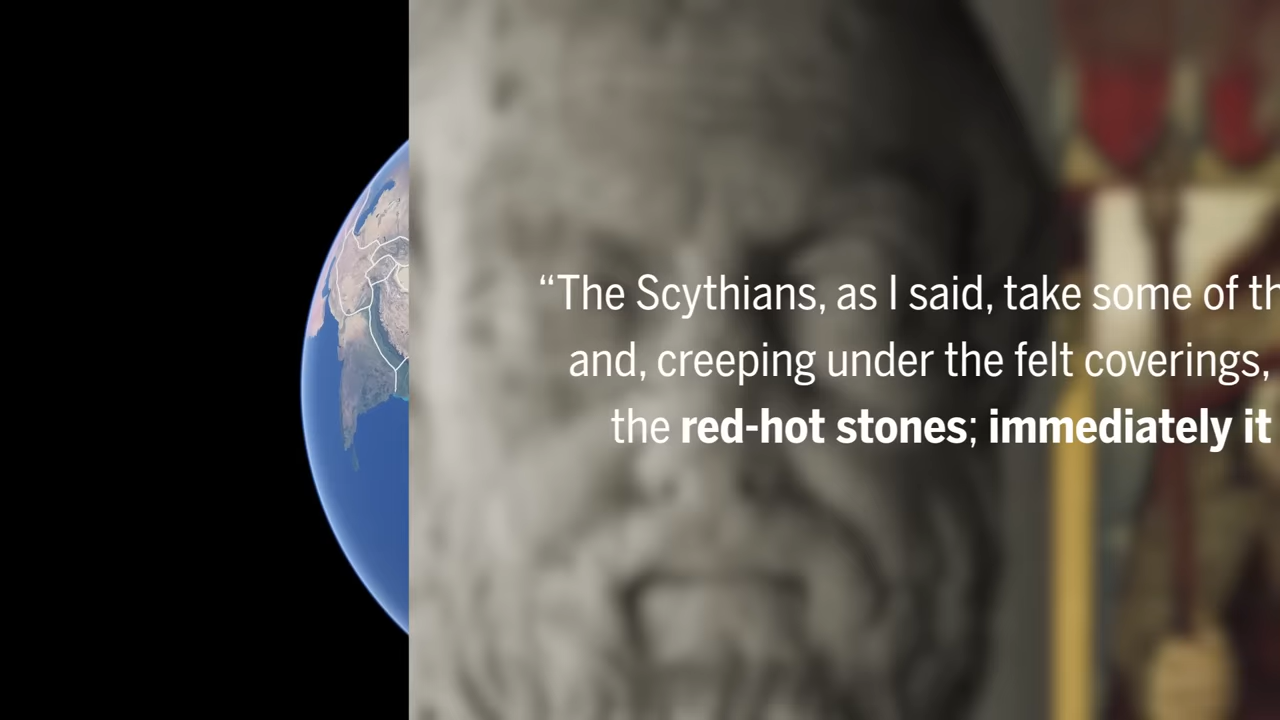 “The Scythians, as I said, take some of th
and, creeping under the felt coverings,
the red-hot stones; immediately it